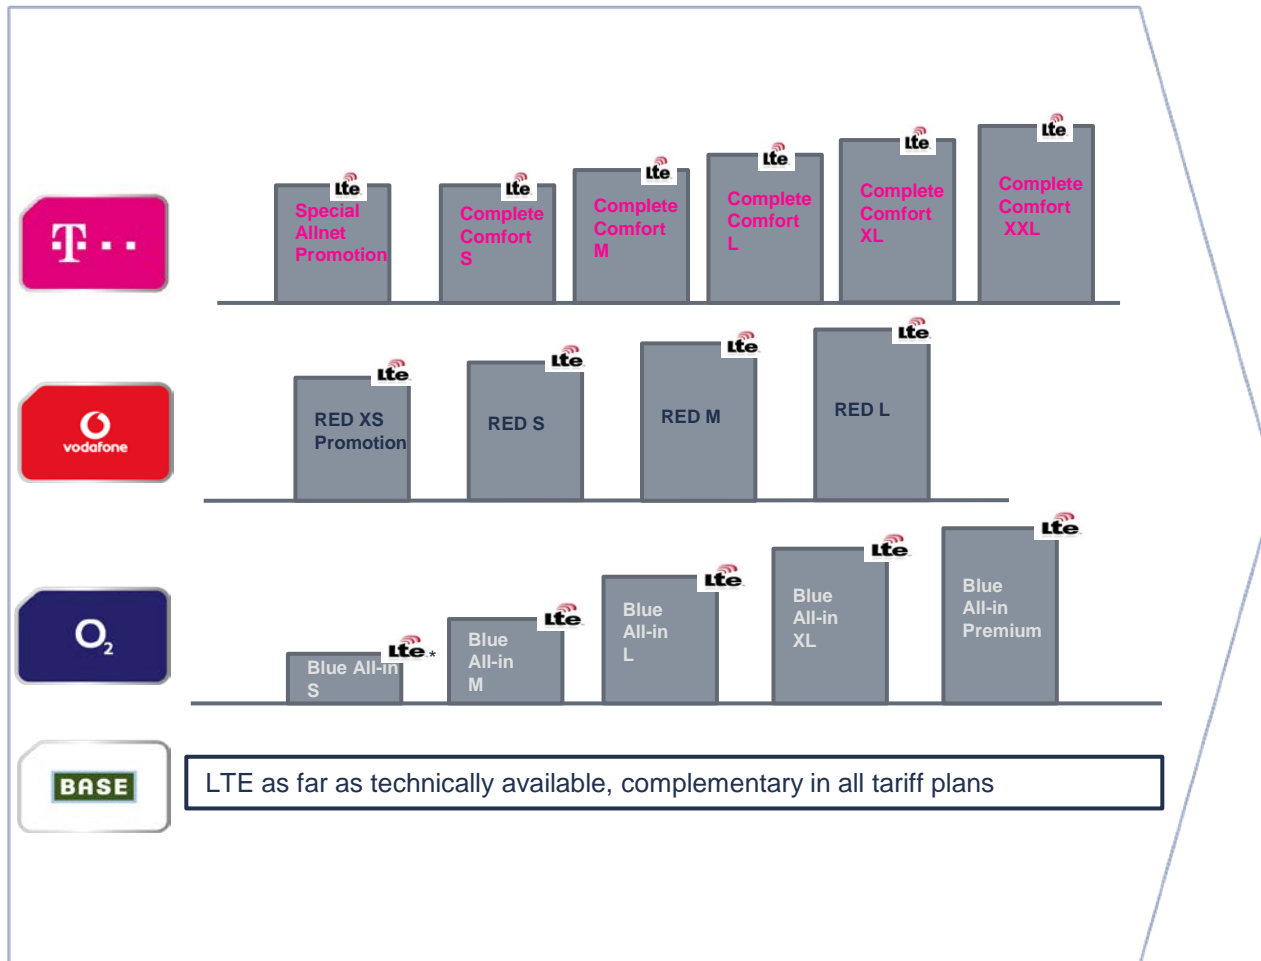 Lte
Lte
Lte
Lte
Lte
Lte
Special
Allnet
Promotion
Complete
Comfort
S
Complete
Comfort
M
Complete
Comfort
L
Complete
Comfort
XL
Complete
Comfort
XXL
T
Lte
Lte
Lte
Lte
RED XS
Promotion
RED S
RED M
RED L
vodafone
Lte *
Lte
Lte
Lte
Lte
Blue All-in
S
Blue
All-in
M
Blue
All-in
L
Blue
All-in
XL
Blue
All-in
Premium
O2
BASE
LTE as far as technically available, complementary in all tariff plans